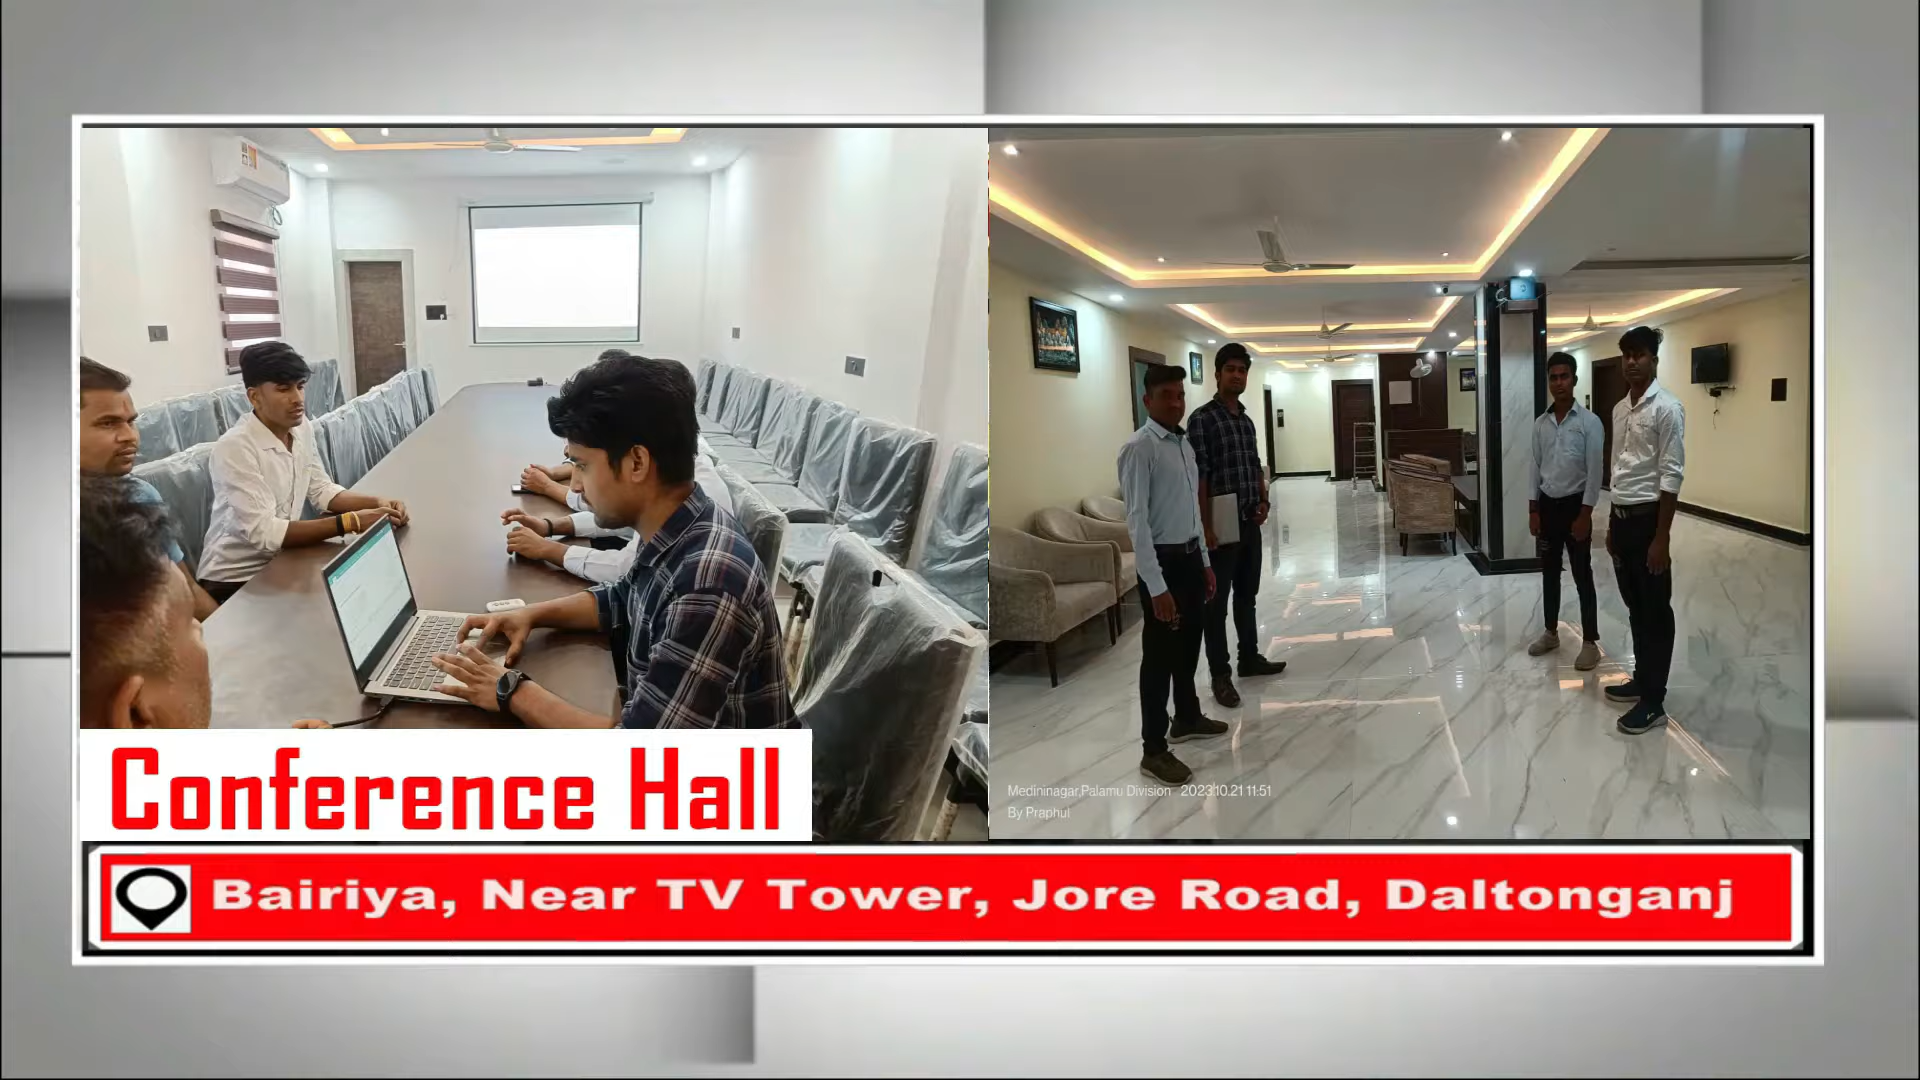 Conference Hall
Medininagar,Palamu Division 2023.10.21 11:51
By Praphul
Bairiya, Near TV Tower, Jore Road, Daltonganj